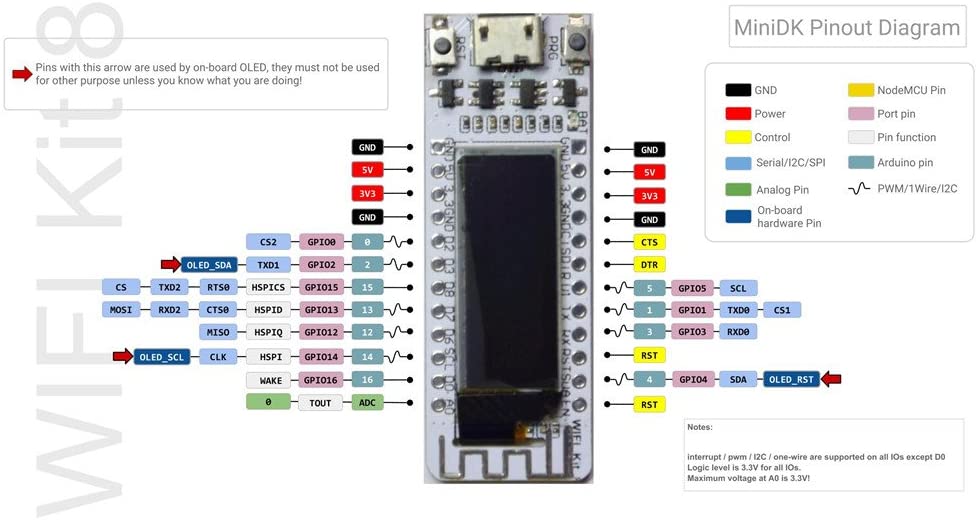 MiniDK Pinout Diagram
WIFI Kit 8
Pins with this arrow are used by on-board OLED, they must not be used
for other purpose unless you know what you are doing!
GND
Power
Control
Serial/I2C/SPI
Analog Pin
On-board
hardware Pin
NodeMCU Pin
Port pin
Pin function
Arduino pin
PWM/1Wire/I2C
RST
PRG
BAT
GND
5V
3V3
GND
CS2 GPIO0 0
OLED_SDA TXD1 GPIO2 2
CS TXD2 RTS0 HSPICS GPIO15 15
MOSI RXD2 CTS0 HSPID GPIO13 13
MISO HSPIQ GPIO12 12
OLED_SCL CLK HSPI GPIO14 14
WAKE GPIO16 16
0 TOUT ADC
GND
5V
3V3
GND
CTS
DTR
5 GPIO5 SCL
1 GPIO1 TXD0 CS1
3 GPIO3 RXD0
RST
4 GPIO4 SDA OLED_RST
RST
WIFI Kit
Notes:
interrupt / pwm / I2C / one-wire are supported on all IOs except D0
Logic level is 3.3V for all IOs.
Maximum voltage at A0 is 3.3V!